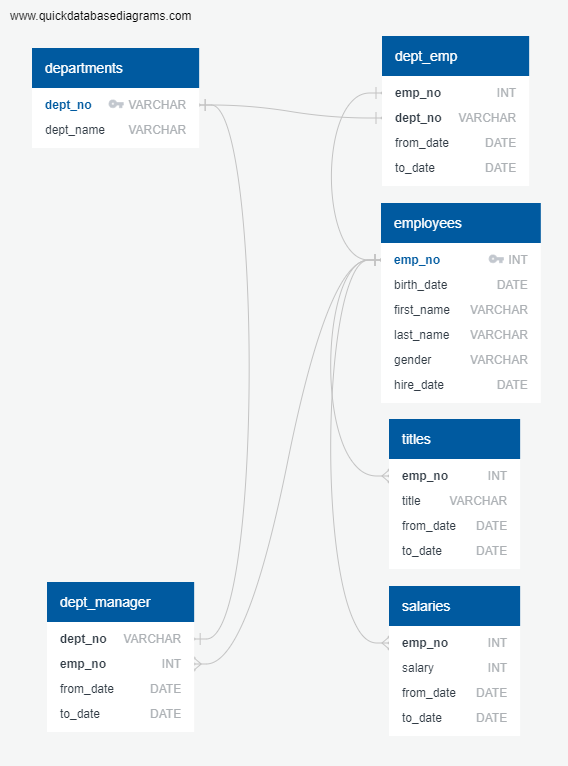 www.quickdatabasediagrams.com
departments
dept_no VARCHAR
dept_name VARCHAR
dept_emp
emp_no INT
dept_no VARCHAR
from_date DATE
to_date DATE
employees
emp_no INT
birth_date DATE
first_name VARCHAR
last_name VARCHAR
gender VARCHAR
hire_date DATE
titles
emp_no INT
title VARCHAR
from_date DATE
to_date DATE
dept_manager
dept_no VARCHAR
emp_no INT
from_date DATE
to_date DATE
salaries
emp_no INT
salary INT
from_date DATE
to_date DATE